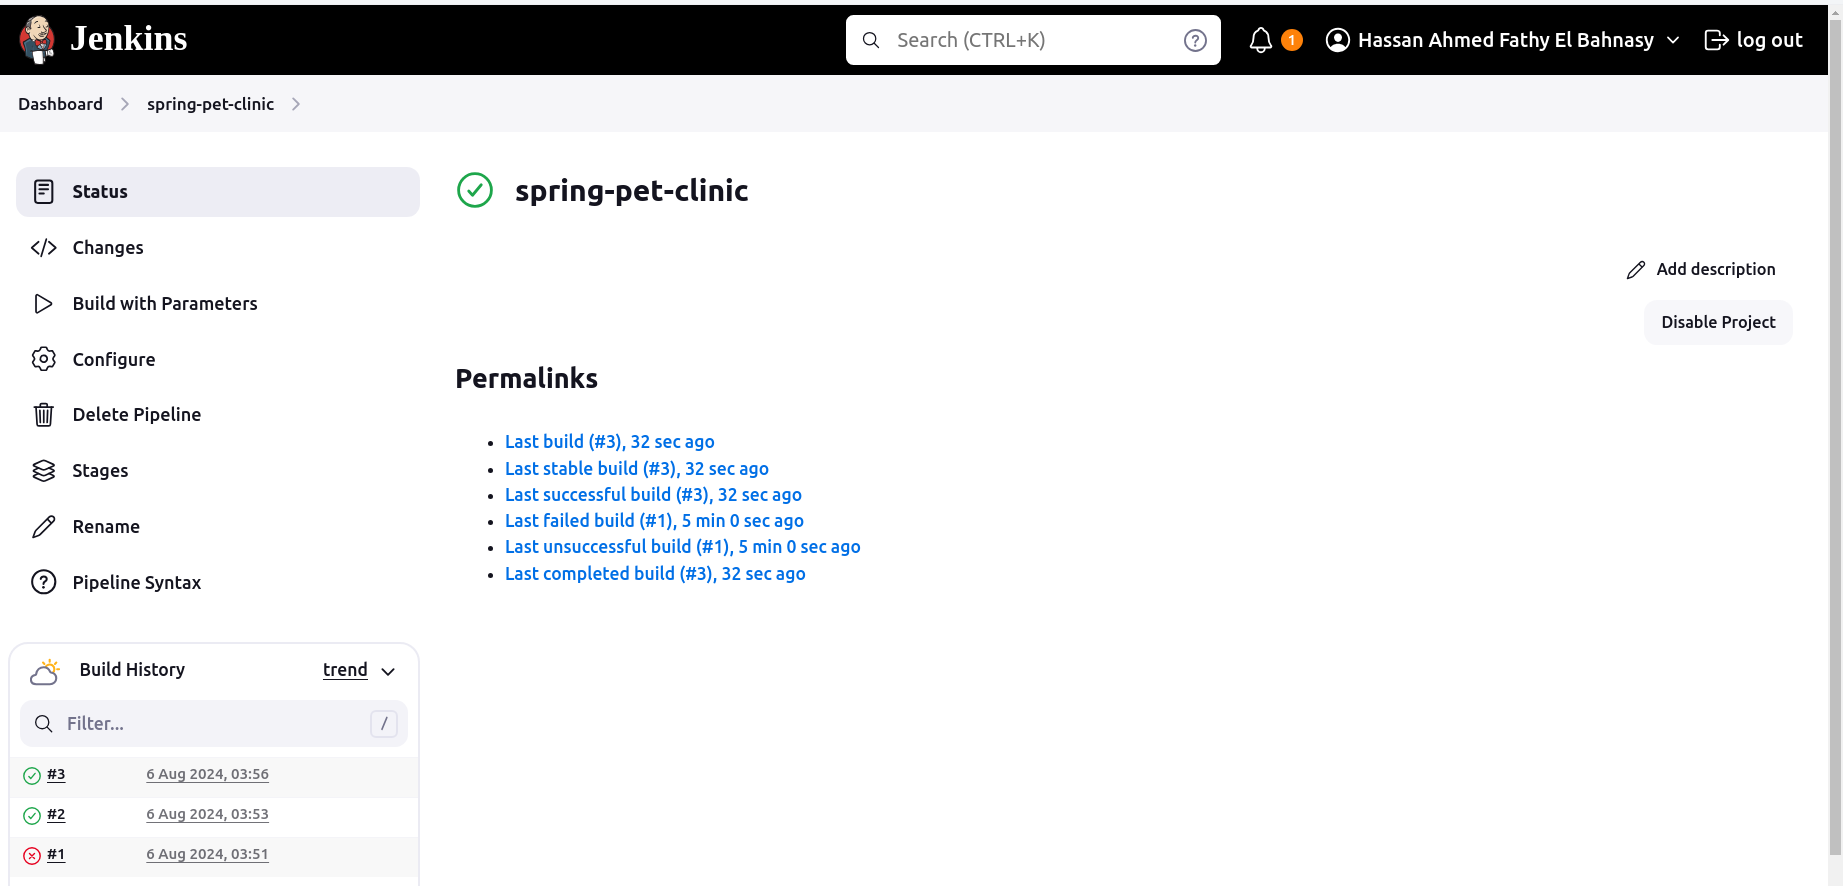 Jenkins
Search (CTRL+K)
?
1
Hassan Ahmed Fathy El Bahnasy
log out
Dashboard
spring-pet-clinic
Status
Changes
Build with Parameters
Configure
Delete Pipeline
Stages
Rename
Pipeline Syntax
Build History
trend
Filter...
/
#3 6 Aug 2024, 03:56
#2 6 Aug 2024, 03:53
#1 6 Aug 2024, 03:51
spring-pet-clinic
Add description
Disable Project
Permalinks
Last build (#3), 32 sec ago
Last stable build (#3), 32 sec ago
Last successful build (#3), 32 sec ago
Last failed build (#1), 5 min 0 sec ago
Last unsuccessful build (#1), 5 min 0 sec ago
Last completed build (#3), 32 sec ago